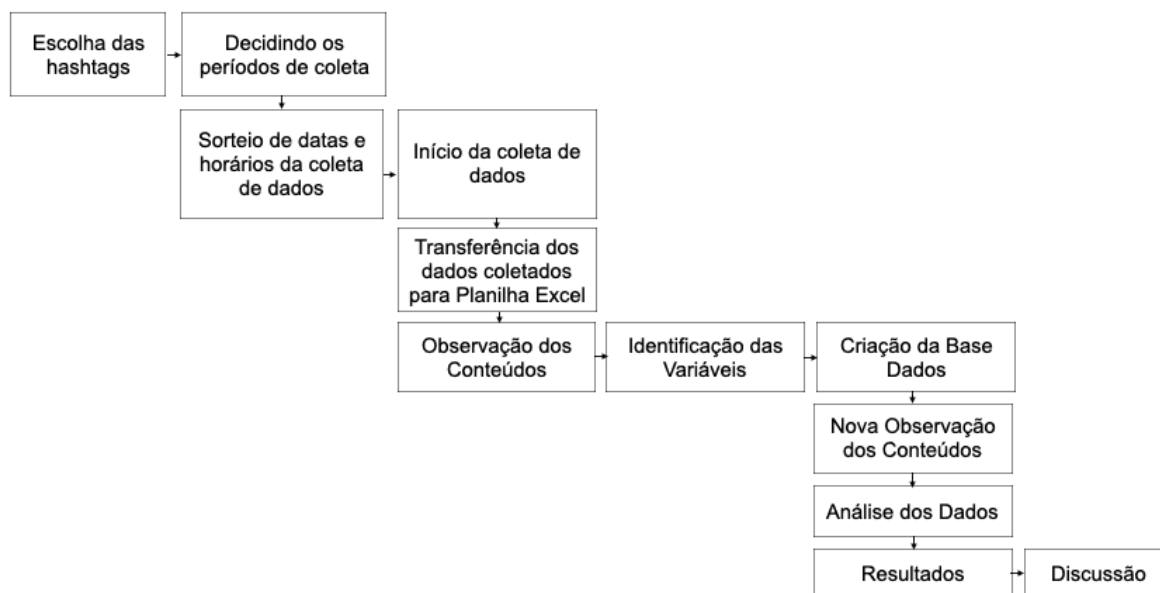 Escolha das
hashtags
Decidindo os
períodos de coleta
Sorteio de datas e
horários da coleta
de dados
Início da coleta de
dados
Transferência dos
dados coletados
para Planilha Excel
Observação dos
Conteúdos
Identificação das
Variáveis
Criação da Base
Dados
Nova Observação
dos Conteúdos
Análise dos Dados
Resultados
Discussão